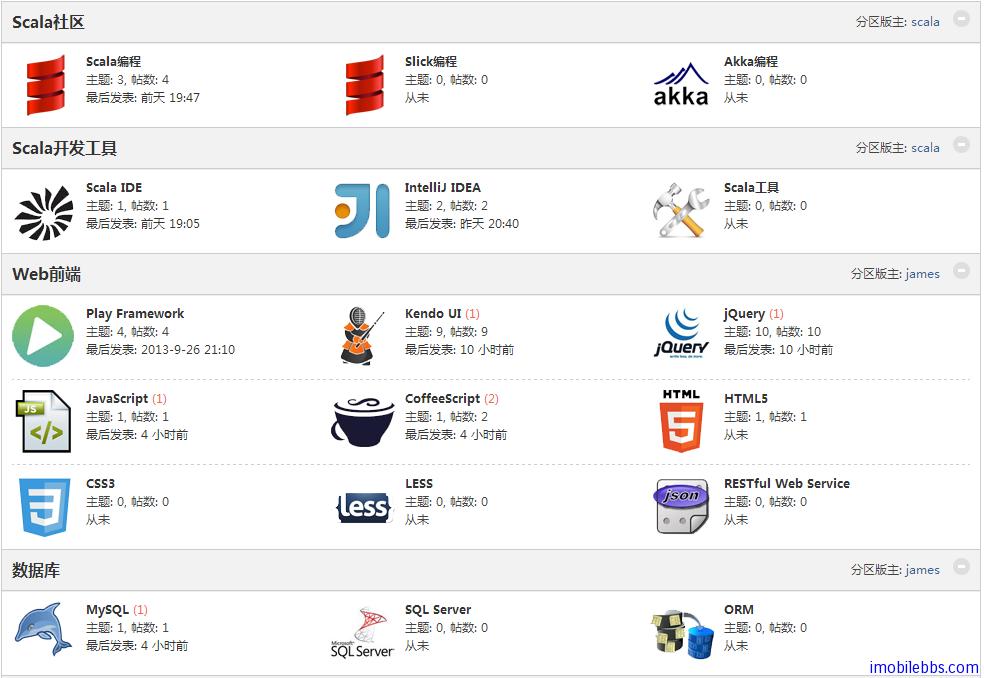 Scala社区
分区版主: scala
Scala编程
主题: 3, 帖数: 4
最后发表: 前天 19:47
Slick编程
主题: 0, 帖数: 0
从未
akka
Akka编程
主题: 0, 帖数: 0
从未
Scala开发工具
分区版主: scala
Scala IDE
主题: 1, 帖数: 1
最后发表: 前天 19:05
IntelliJ IDEA
主题: 2, 帖数: 2
最后发表: 昨天 20:40
Scala工具
主题: 0, 帖数: 0
从未
Web前端
分区版主: james
Play Framework
主题: 4, 帖数: 4
最后发表: 2013-9-26 21:10
Kendo UI (1)
主题: 9, 帖数: 9
最后发表: 10 小时前
jQuery
write less, do more.
jQuery (1)
主题: 10, 帖数: 10
最后发表: 10 小时前
JS
</>
JavaScript (1)
主题: 1, 帖数: 1
最后发表: 4 小时前
CoffeeScript (2)
主题: 1, 帖数: 2
最后发表: 4 小时前
HTML
5
HTML5
主题: 1, 帖数: 1
从未
3
CSS3
主题: 0, 帖数: 0
从未
{less}
LESS
主题: 0, 帖数: 0
从未
json
RESTful Web Service
主题: 0, 帖数: 0
从未
数据库
分区版主: james
MySQL (1)
主题: 1, 帖数: 1
最后发表: 4 小时前
Microsoft
SQL Server
SQL Server
主题: 0, 帖数: 0
从未
ORM
主题: 0, 帖数: 0
从未
imobilebbs.com